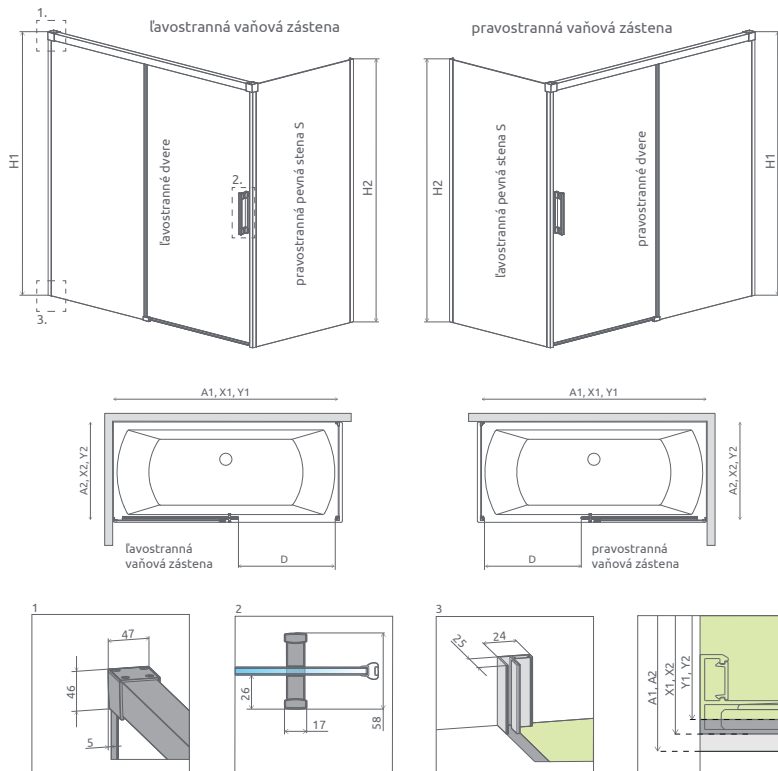 1.
ľavostranná vaňová zástena
pravostranná vaňová zástena
H1
ľavostranné dvere
2.
pravostranná pevná stena S
H2
3.
H2
ľavostranná pevná stena S
pravostranné dvere
H1
A1, X1, Y1
A2, X2, Y2
ľavostranná
vaňová zástena
D
A1, X1, Y1
A2, X2, Y2
D
pravostranná
vaňová zástena
1
47
46
5
2
26
17
58
3
25
24
A1, A2
X1, X2
Y1, Y2